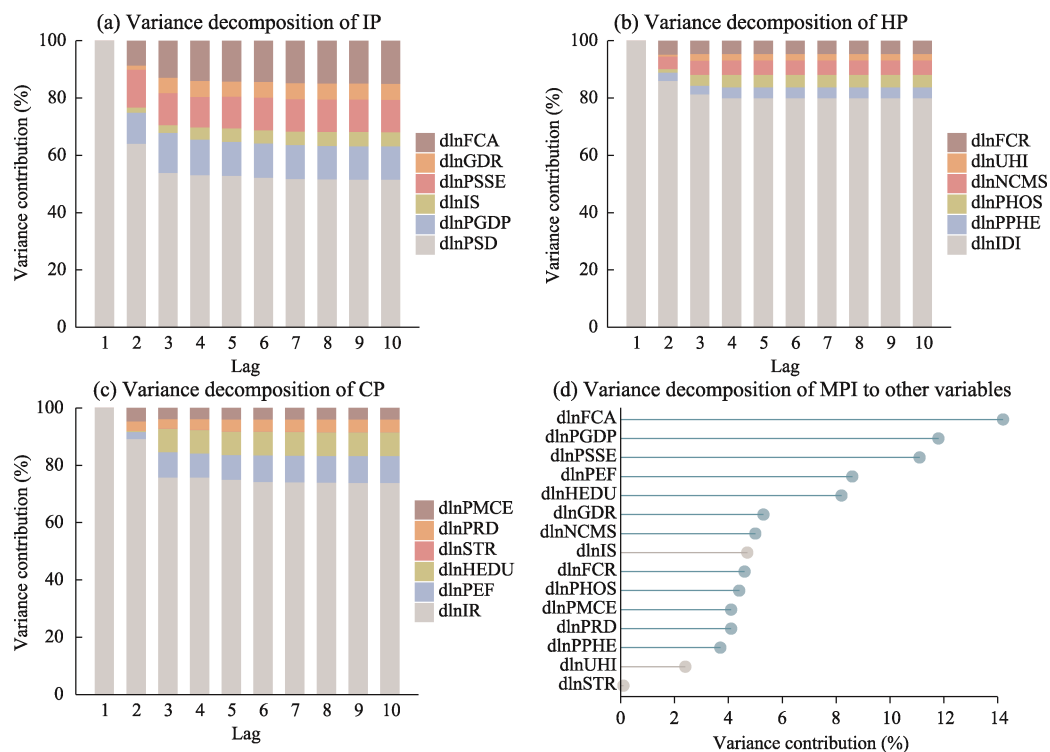 (a) Variance decomposition of IP
Variance contribution (%)
100
80
60
40
20
0
1 2 3 4 5 6 7 8 9 10
Lag
dlnFCA
dlnGDR
dlnPSSE
dlnIS
dlnPGDP
dlnPSD
(b) Variance decomposition of HP
Variance contribution (%)
100
80
60
40
20
0
1 2 3 4 5 6 7 8 9 10
Lag
dlnFCR
dlnUHI
dlnNCMS
dlnPHOS
dlnPPHE
dlnIDI
(c) Variance decomposition of CP
Variance contribution (%)
100
80
60
40
20
0
1 2 3 4 5 6 7 8 9 10
Lag
dlnPMCE
dlnPRD
dlnSTR
dlnHEDU
dlnPEF
dlnIR
(d) Variance decomposition of MPI to other variables
dlnFCA
dlnPGDP
dlnPSSE
dlnPEF
dlnHEDU
dlnGDR
dlnNCMS
dlnIS
dlnFCR
dlnPHOS
dlnPMCE
dlnPRD
dlnPPHE
dlnUHI
dlnSTR
0 2 4 6 8 10 12 14
Variance contribution (%)